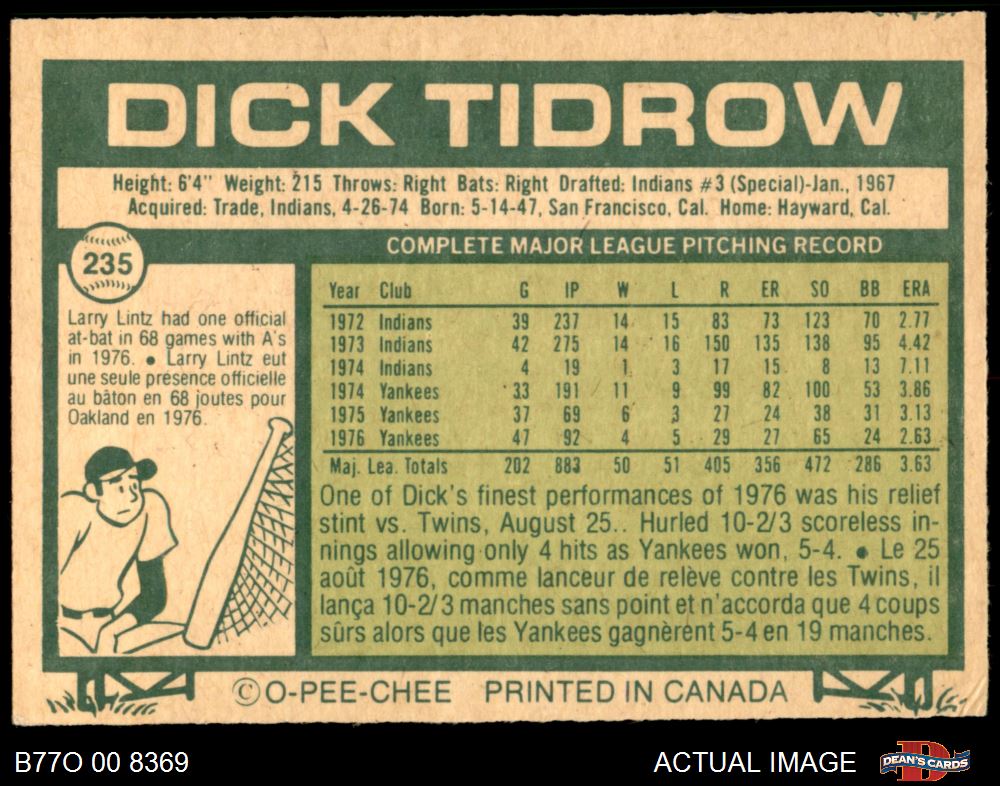 DICK TIDROW
Height: 6'4" Weight: 215 Throws: Right Bats: Right Drafted: Indians #3 (Special)-Jan., 1967
Acquired: Trade, Indians, 4-26-74 Born: 5-14-47, San Francisco, Cal. Home: Hayward, Cal.
235
Larry Lintz had one official
at-bat in 68 games with A's
in 1976. • Larry Lintz eut
une seule présence officielle
au bâton en 68 joutes pour
Oakland en 1976.
COMPLETE MAJOR LEAGUE PITCHING RECORD
Year Club G IP W L R ER SO BB ERA
1972 Indians 39 237 14 15 83 73 123 70 2.77
1973 Indians 42 275 14 16 150 135 138 95 4.42
1974 Indians 4 19 1 3 17 15 8 13 7.11
1974 Yankees 33 191 11 9 99 82 100 53 3.86
1975 Yankees 37 69 6 3 27 24 38 31 3.13
1976 Yankees 47 92 4 5 29 27 65 24 2.63
Maj. Lea. Totals 202 883 50 51 405 356 472 286 3.63
One of Dick's finest performances of 1976 was his relief
stint vs. Twins, August 25.. Hurled 10-2/3 scoreless in-
nings allowing only 4 hits as Yankees won, 5-4. • Le 25
août 1976, comme lanceur de relève contre les Twins, il
lança 10-2/3 manches sans point et n'accorda que 4 coups
sûrs alors que les Yankees gagnèrent 5-4 en 19 manches.
©O-PEE-CHEE PRINTED IN CANADA
B77O 00 8369
ACTUAL IMAGE
D
DEAN'S CARDS